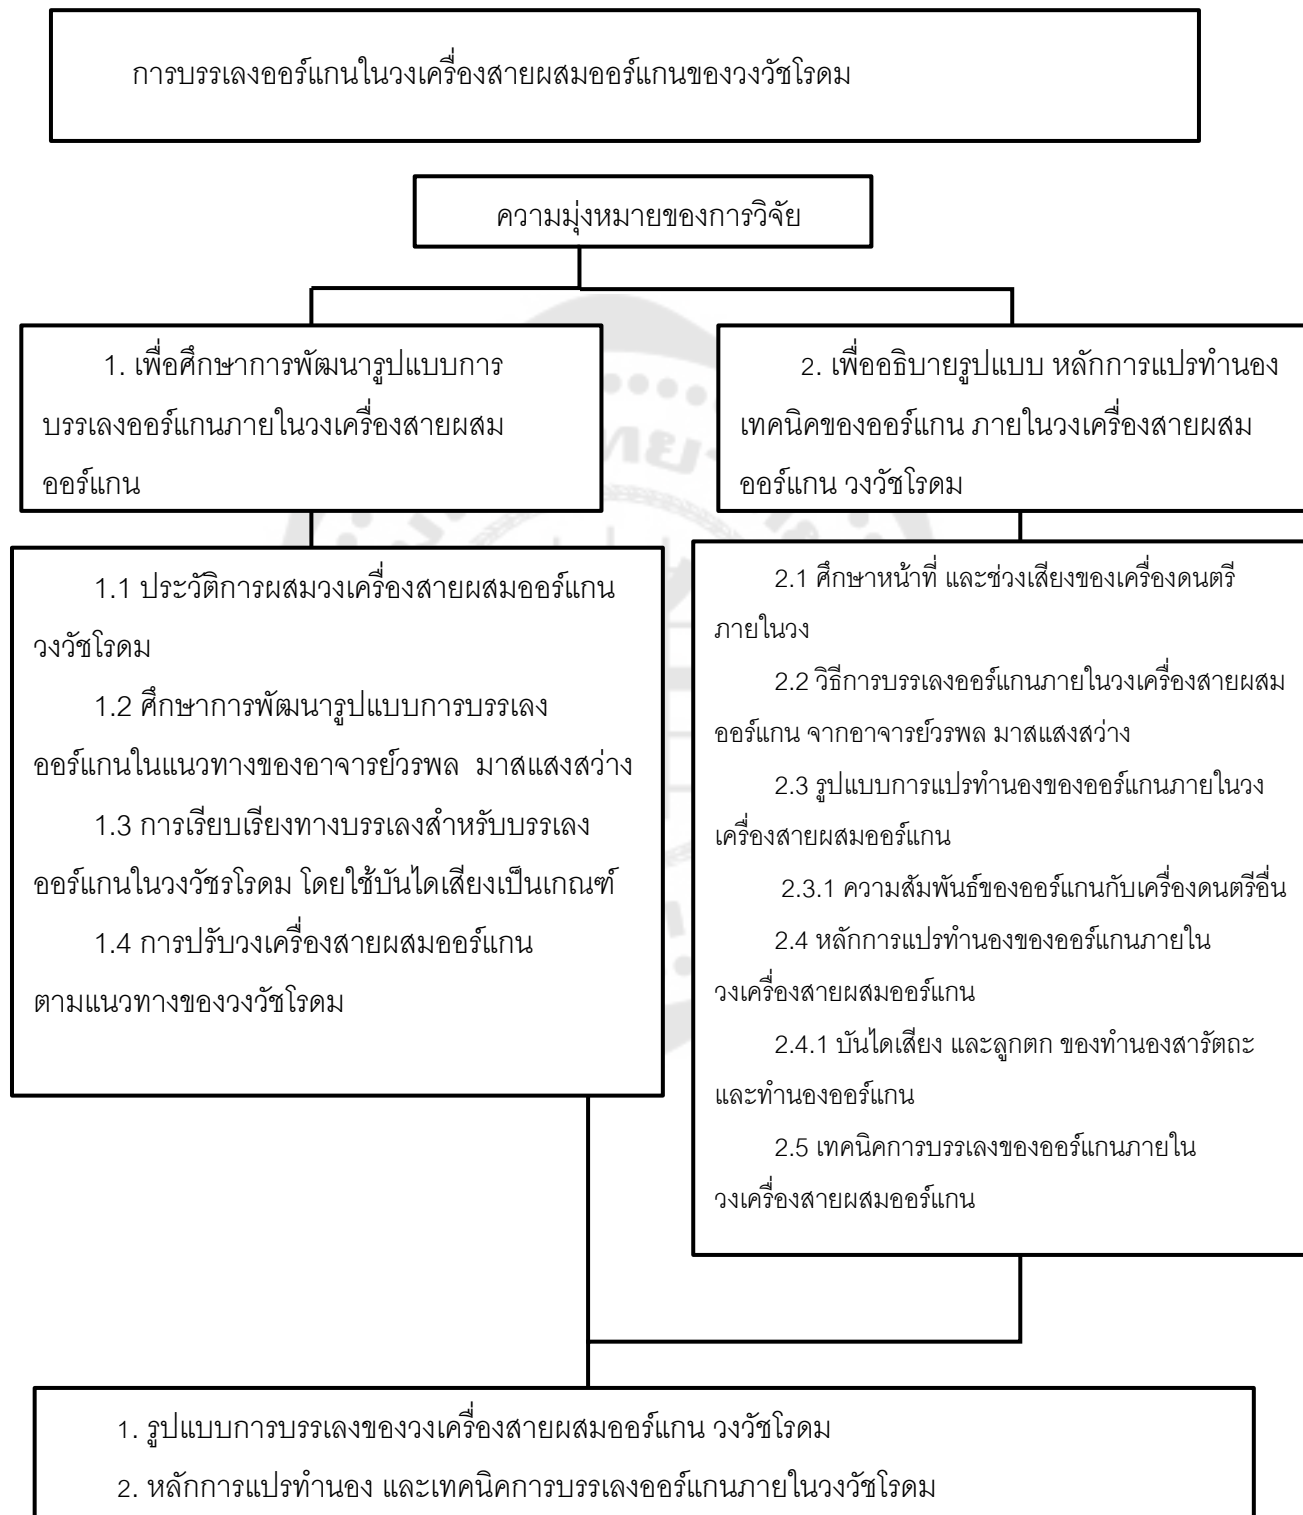 การบรรเลงออร์แกนในวงเครื่องสายผสมออร์แกนของวงวัชโรดม
ความมุ่งหมายของการวิจัย
1. เพื่อศึกษาการพัฒนารูปแบบการ
บรรเลงออร์แกนภายในวงเครื่องสายผสม
ออร์แกน
2. เพื่ออธิบายรูปแบบ หลักการแปรทำนอง
เทคนิคของออร์แกน ภายในวงเครื่องสายผสม
ออร์แกน วงวัชโรดม
1.1 ประวัติการผสมวงเครื่องสายผสมออร์แกน
วงวัชโรดม
1.2 ศึกษาการพัฒนารูปแบบการบรรเลง
ออร์แกนในแนวทางของอาจารย์วรพล มาสแสงสว่าง
1.3 การเรียบเรียงทางบรรเลงสำหรับบรรเลง
ออร์แกนในวงวัชรโรดม โดยใช้บันไดเสียงเป็นเกณฑ์
1.4 การปรับวงเครื่องสายผสมออร์แกน
ตามแนวทางของวงวัชโรดม
2.1 ศึกษาหน้าที่ และช่วงเสียงของเครื่องดนตรี
ภายในวง
2.2 วิธีการบรรเลงออร์แกนภายในวงเครื่องสายผสม
ออร์แกน จากอาจารย์วรพล มาสแสงสว่าง
2.3 รูปแบบการแปรทำนองของออร์แกนภายในวง
เครื่องสายผสมออร์แกน
2.3.1 ความสัมพันธ์ของออร์แกนกับเครื่องดนตรีอื่น
2.4 หลักการแปรทำนองของออร์แกนภายใน
วงเครื่องสายผสมออร์แกน
2.4.1 บันไดเสียง และลูกตก ของทำนองสารัตถะ
และทำนองออร์แกน
2.5 เทคนิคการบรรเลงของออร์แกนภายใน
วงเครื่องสายผสมออร์แกน
1. รูปแบบการบรรเลงของวงเครื่องสายผสมออร์แกน วงวัชโรดม
2. หลักการแปรทำนอง และเทคนิคการบรรเลงออร์แกนภายในวงวัชโรดม